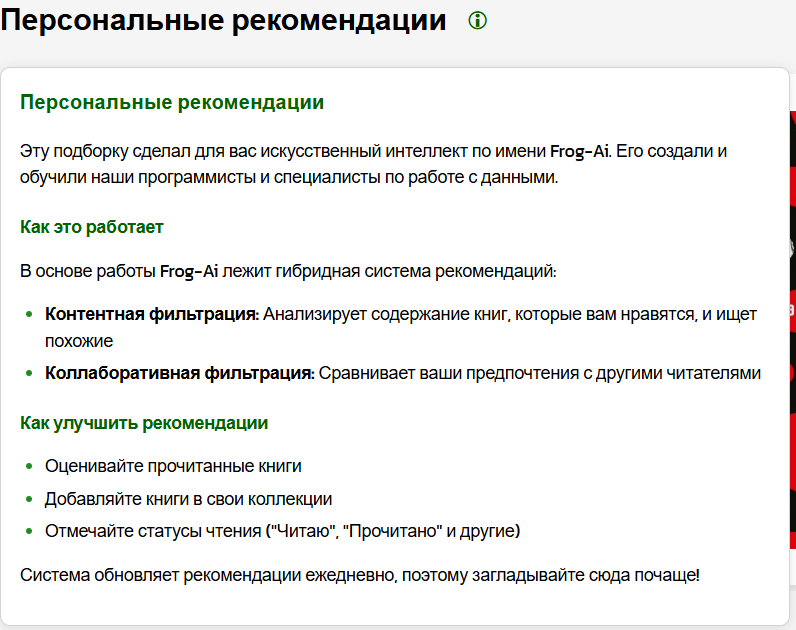 Персональные рекомендации
Персональные рекомендации
Эту подборку сделал для вас искусственный интеллект по имени Frog-Ai. Его создали и
обучили наши программисты и специалисты по работе с данными.
Как это работает
В основе работы Frog-Ai лежит гибридная система рекомендаций:
Контентная фильтрация: Анализирует содержание книг, которые вам нравятся, и ищет
похожие
Коллаборативная фильтрация: Сравнивает ваши предпочтения с другими читателями
Как улучшить рекомендации
Оценивайте прочитанные книги
Добавляйте книги в свои коллекции
Отмечайте статусы чтения ("Читаю", "Прочитано" и другие)
Система обновляет рекомендации ежедневно, поэтому загладывайте сюда почаще!